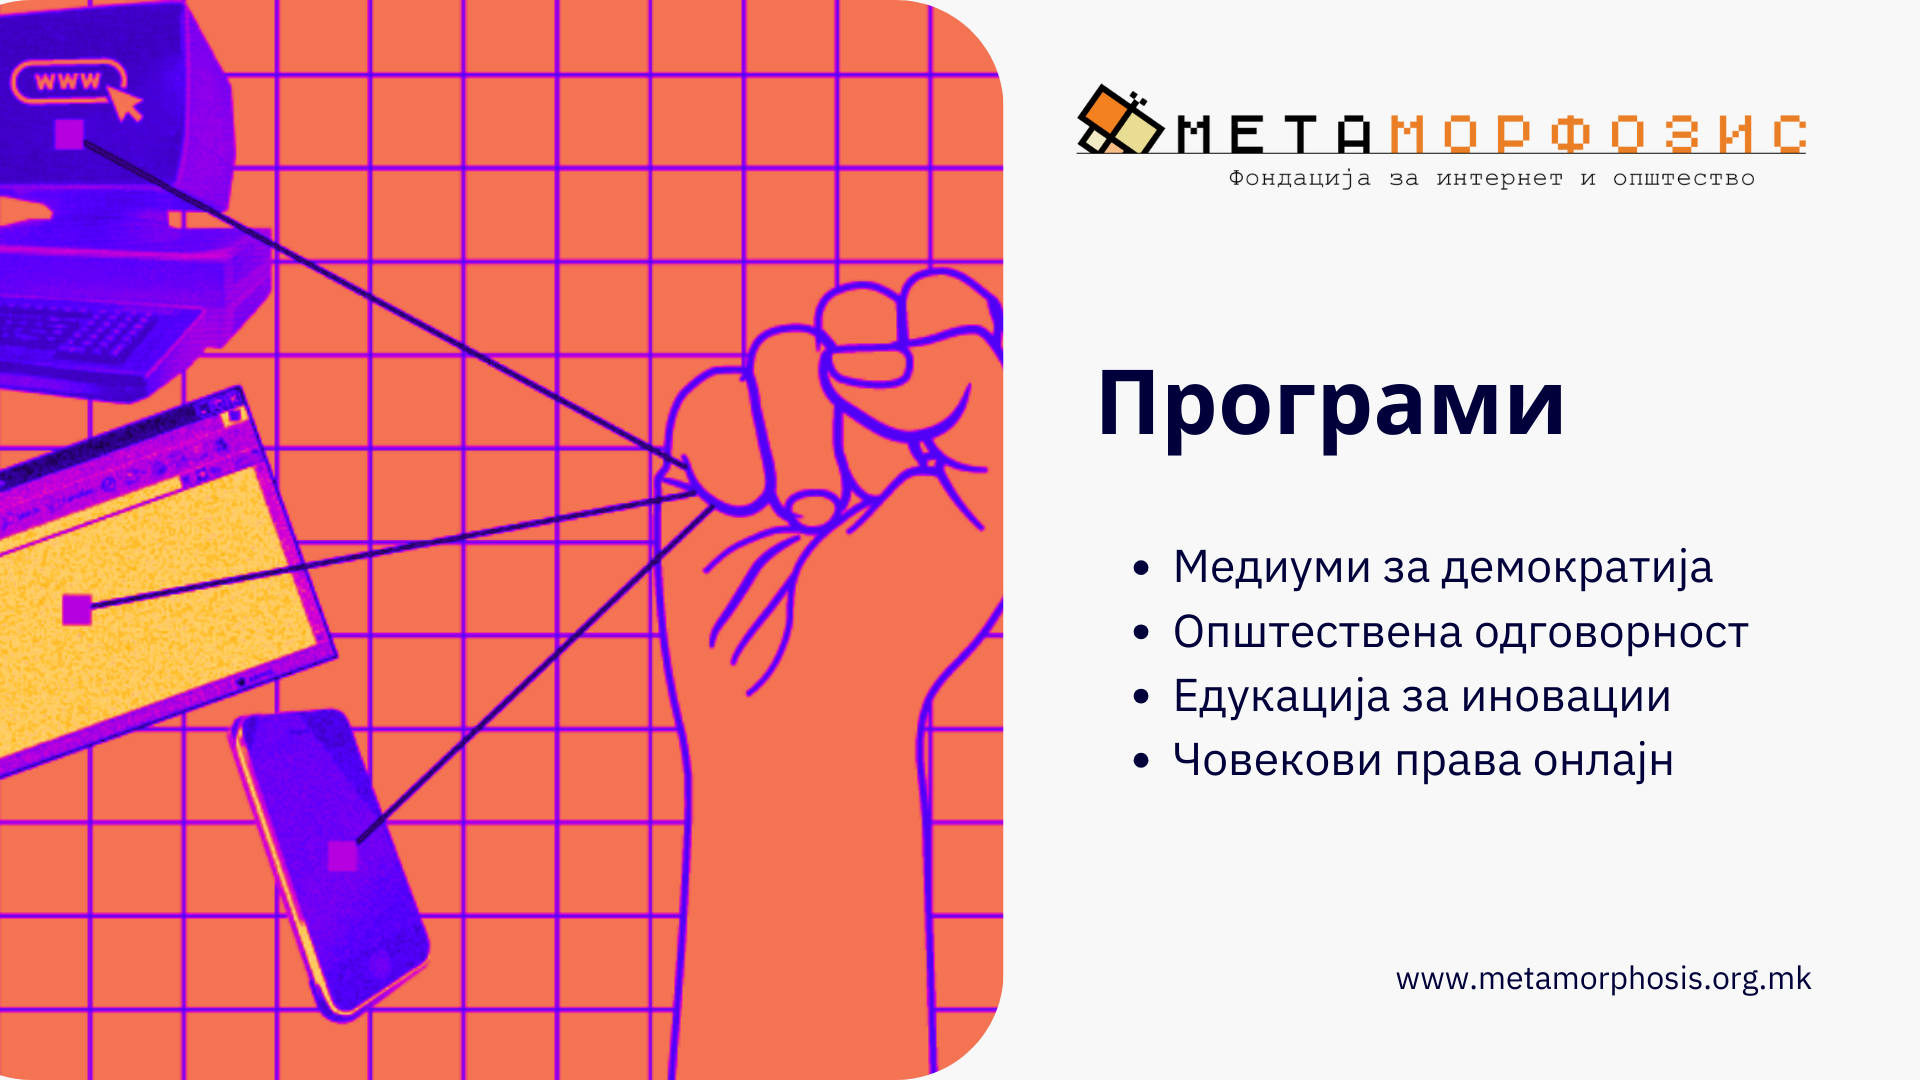 www
МЕТАМОРФОЗИС
Фондација за интернет и општество
Програми
• Медиуми за демократија
• Општествена одговорност
• Едукација за иновации
• Човекови права онлајн
www.metamorphosis.org.mk